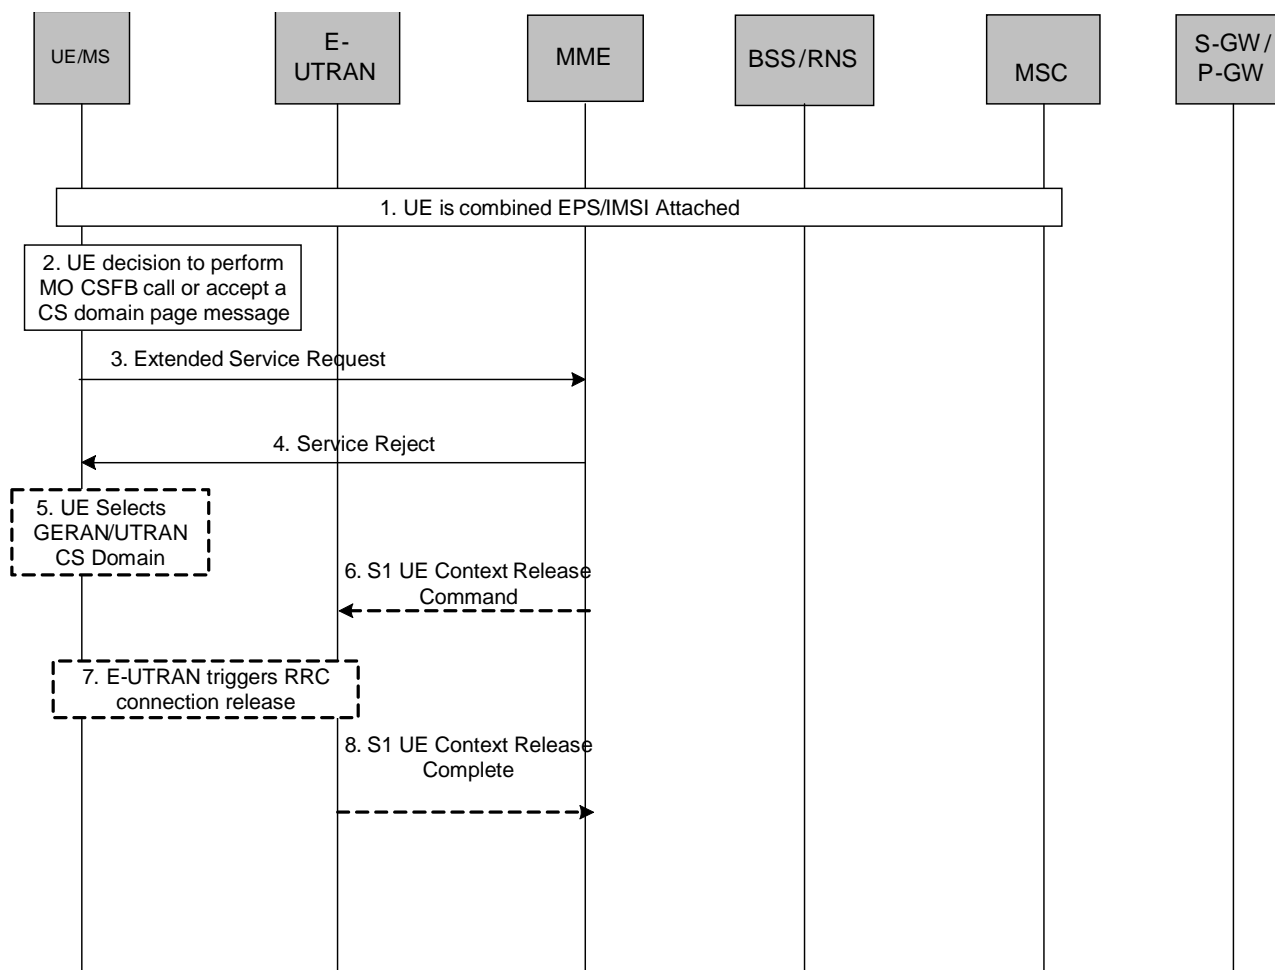 UE/MS
E-
UTRAN
MME
BSS/RNS
MSC
S-GW/
P-GW
1. UE is combined EPS/IMSI Attached
2. UE decision to perform
MO CSFB call or accept a
CS domain page message
3. Extended Service Request
4. Service Reject
5. UE Selects
GERAN/UTRAN
CS Domain
6. S1 UE Context Release
Command
7. E-UTRAN triggers RRC
connection release
8. S1 UE Context Release
Complete